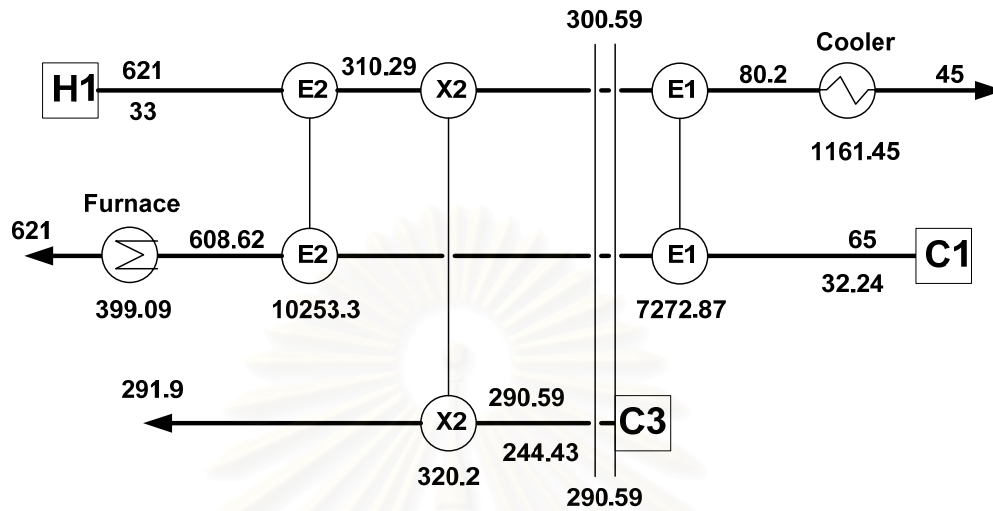 300.59
Cooler
H1
621
33
E2
310.29
X2
E1
80.2
45
1161.45
Furnace
621
608.62
E2
E1
65
C1
32.24
399.09
10253.3
7272.87
291.9
X2
290.59
C3
244.43
320.2
290.59